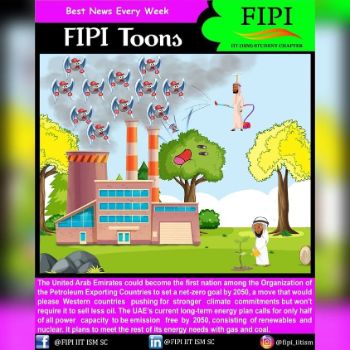 Best News Every Week
FIPI
FIPI Toons
IIT (ISM) STUDENT CHAPTER
The United Arab Emirates could become the first nation among the Organization of
the Petroleum Exporting Countries to set a net-zero goal by 2050, a move that would
please Western countries pushing for stronger climate commitments but won't
require it to sell less oil. The UAE's current long-term energy plan calls for only half
of all power capacity to be emission free by 2050, consisting of renewables and
nuclear. It plans to meet the rest of its energy needs with gas and coal.
@FIPI IIT ISM SC
in @FIPI IIT ISM SC
@fipi_iitism